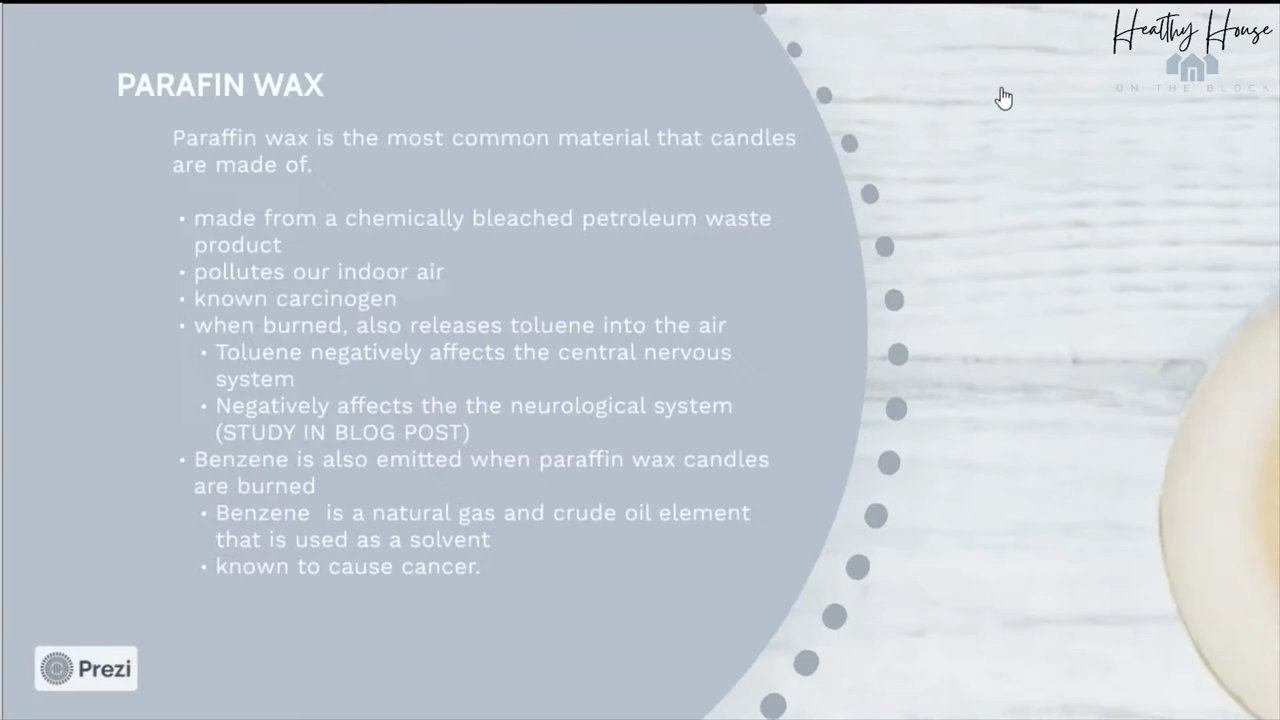 Healthy House
ON THE BLOCK
PARAFIN WAX
Paraffin wax is the most common material that candles
are made of.
• made from a chemically bleached petroleum waste
product
• pollutes our indoor air
• known carcinogen
• when burned, also releases toluene into the air
• Toluene negatively affects the central nervous
system
• Negatively affects the the neurological system
(STUDY IN BLOG POST)
• Benzene is also emitted when paraffin wax candles
are burned
• Benzene  is a natural gas and crude oil element
that is used as a solvent
• known to cause cancer.
Prezi